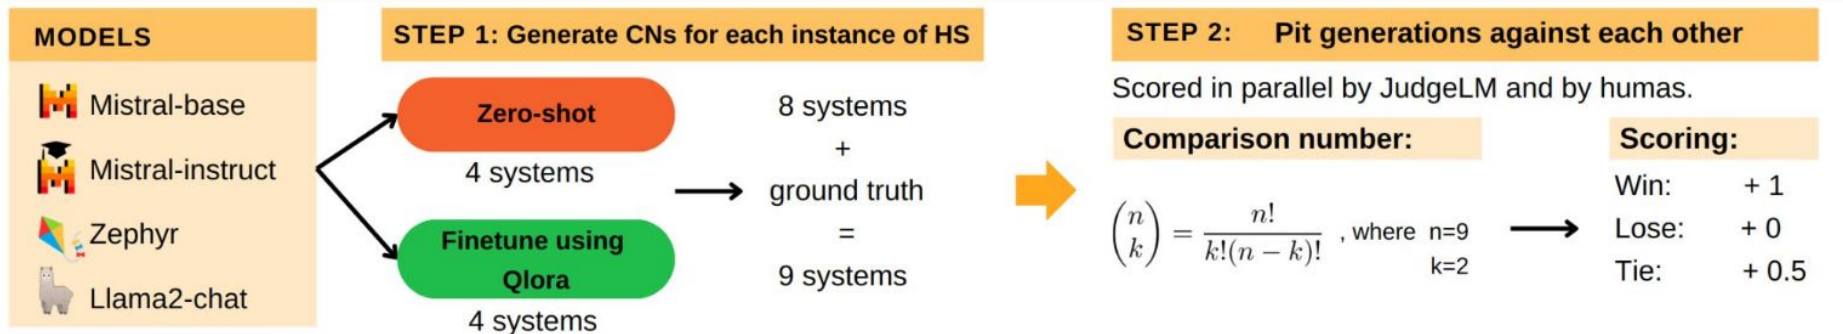 MODELS
Mistral-base
Mistral-instruct
Zephyr
Llama2-chat
STEP 1: Generate CNs for each instance of HS
Zero-shot
4 systems
Finetune using
Qlora
4 systems
8 systems
+
ground truth
=
9 systems
STEP 2: Pit generations against each other
Scored in parallel by JudgeLM and by humas.
Comparison number:
(n k) = n! / k!(n − k)! , where n=9
k=2
Scoring:
Win: + 1
Lose: + 0
Tie: + 0.5